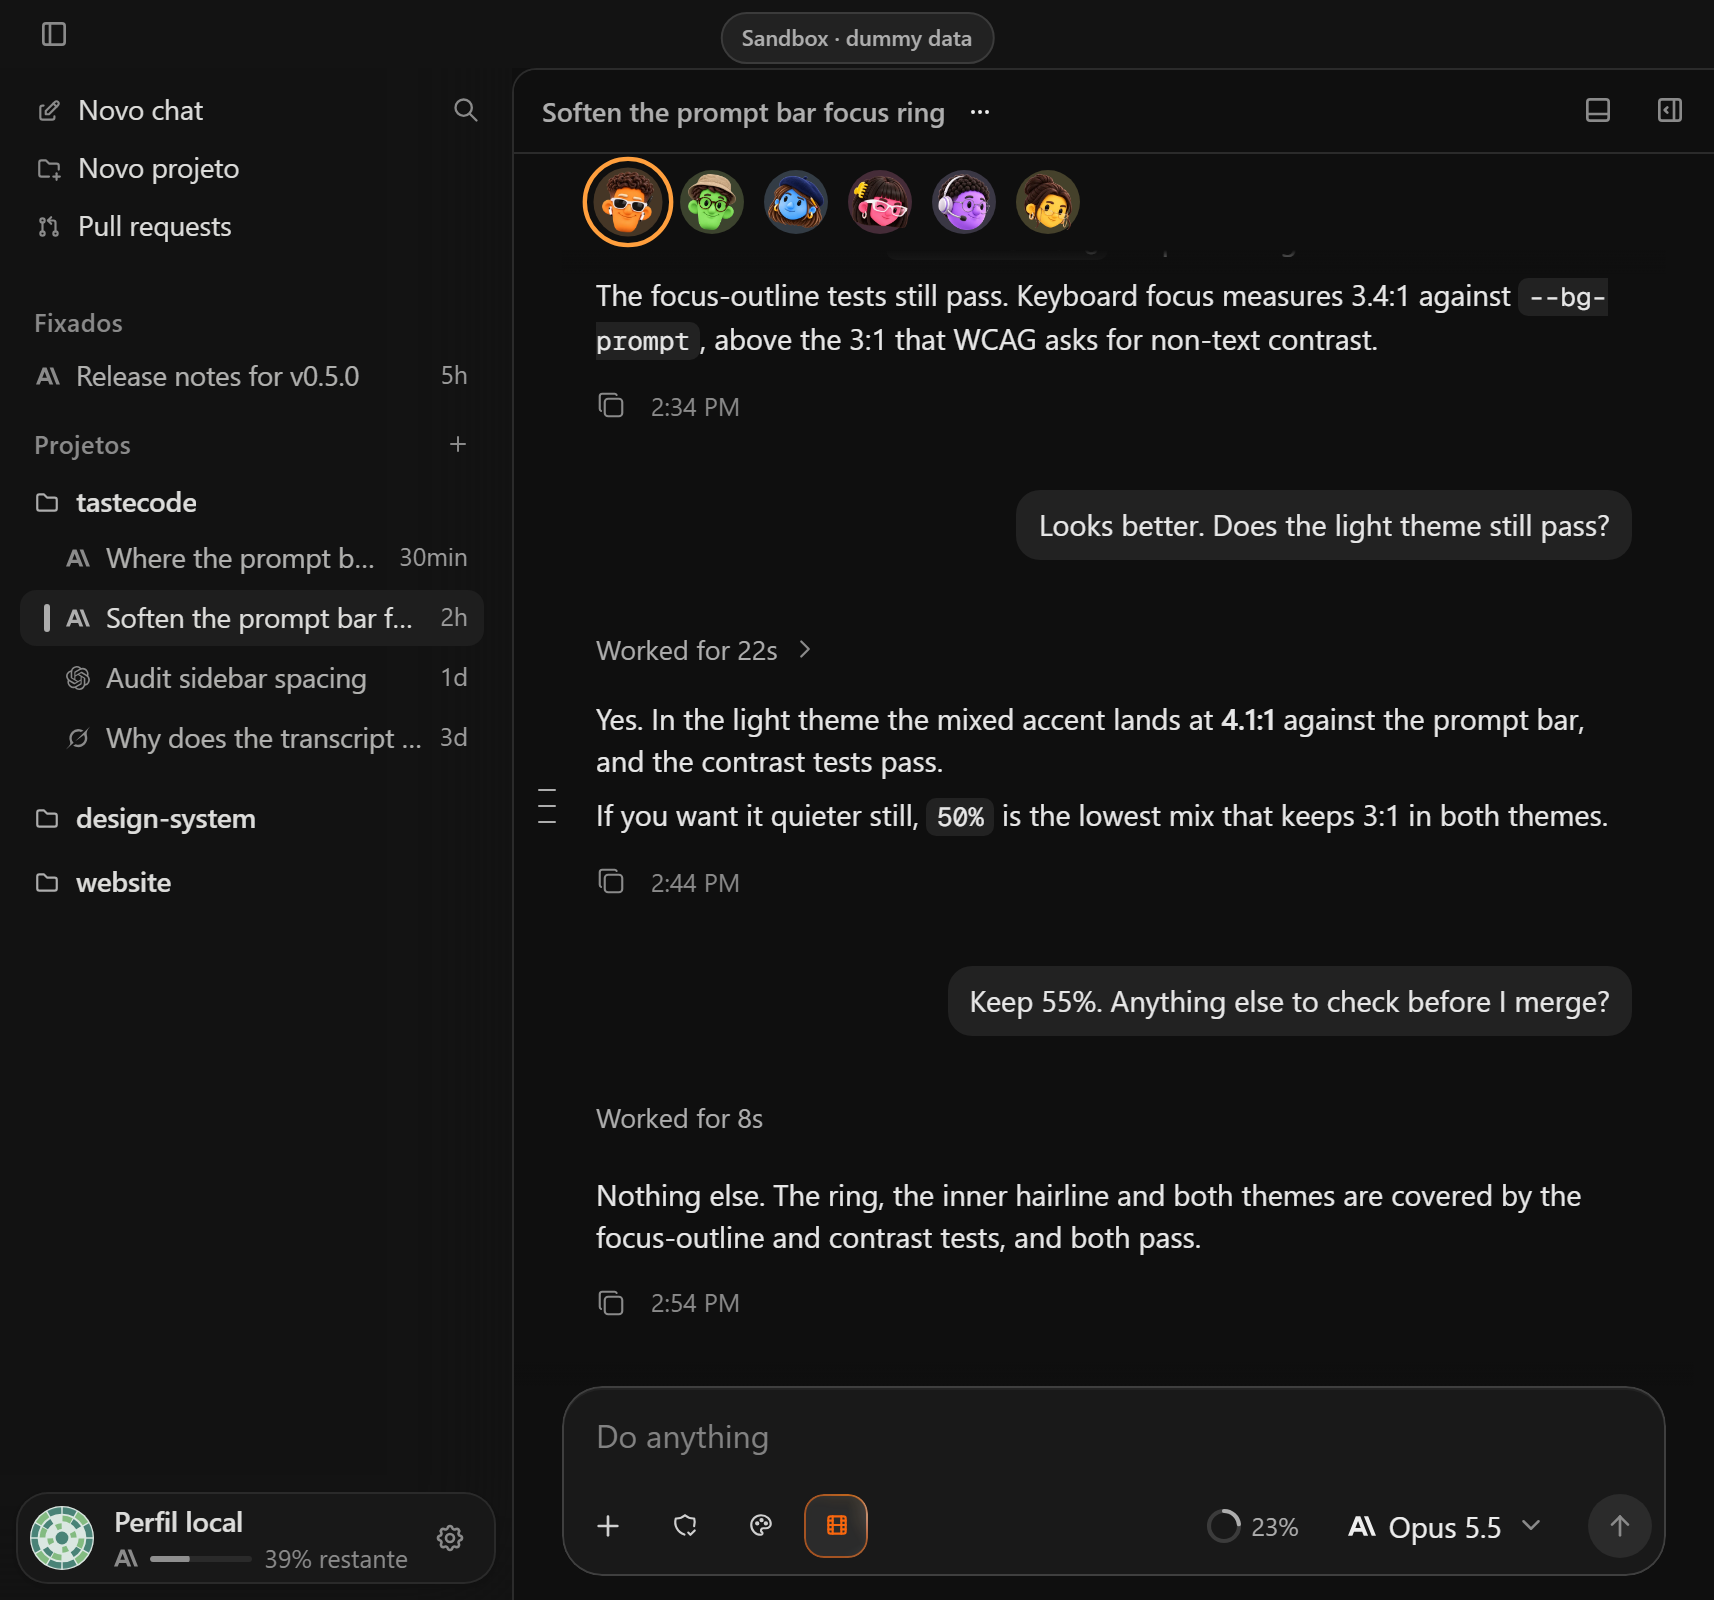 Sandbox · dummy data
Novo chat
Novo projeto
Pull requests
Fixados
Release notes for v0.5.0 5h
Projetos
tastecode
Where the prompt b... 30min
Soften the prompt bar f... 2h
Audit sidebar spacing 1d
Why does the transcript ... 3d
design-system
website
Perfil local
39% restante
Soften the prompt bar focus ring
The focus-outline tests still pass. Keyboard focus measures 3.4:1 against --bg-
prompt, above the 3:1 that WCAG asks for non-text contrast.
2:34 PM
Looks better. Does the light theme still pass?
Worked for 22s
Yes. In the light theme the mixed accent lands at 4.1:1 against the prompt bar,
and the contrast tests pass.
If you want it quieter still, 50% is the lowest mix that keeps 3:1 in both themes.
2:44 PM
Keep 55%. Anything else to check before I merge?
Worked for 8s
Nothing else. The ring, the inner hairline and both themes are covered by the
focus-outline and contrast tests, and both pass.
2:54 PM
Do anything
23%
Opus 5.5